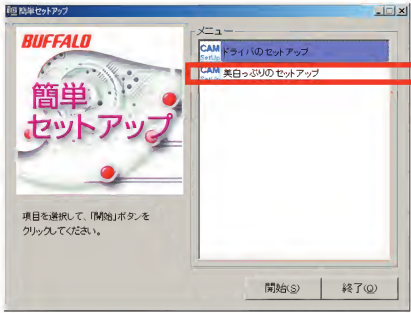 簡単セットアップ
BUFFALO
簡単
セットアップ
項目を選択して、「開始」ボタンを
クリックしてください。
メニュー
CAM ドライバのセットアップ
SetUp
CAM 美白っぷりのセットアップ
SetUp
開始(S)
終了(Q)